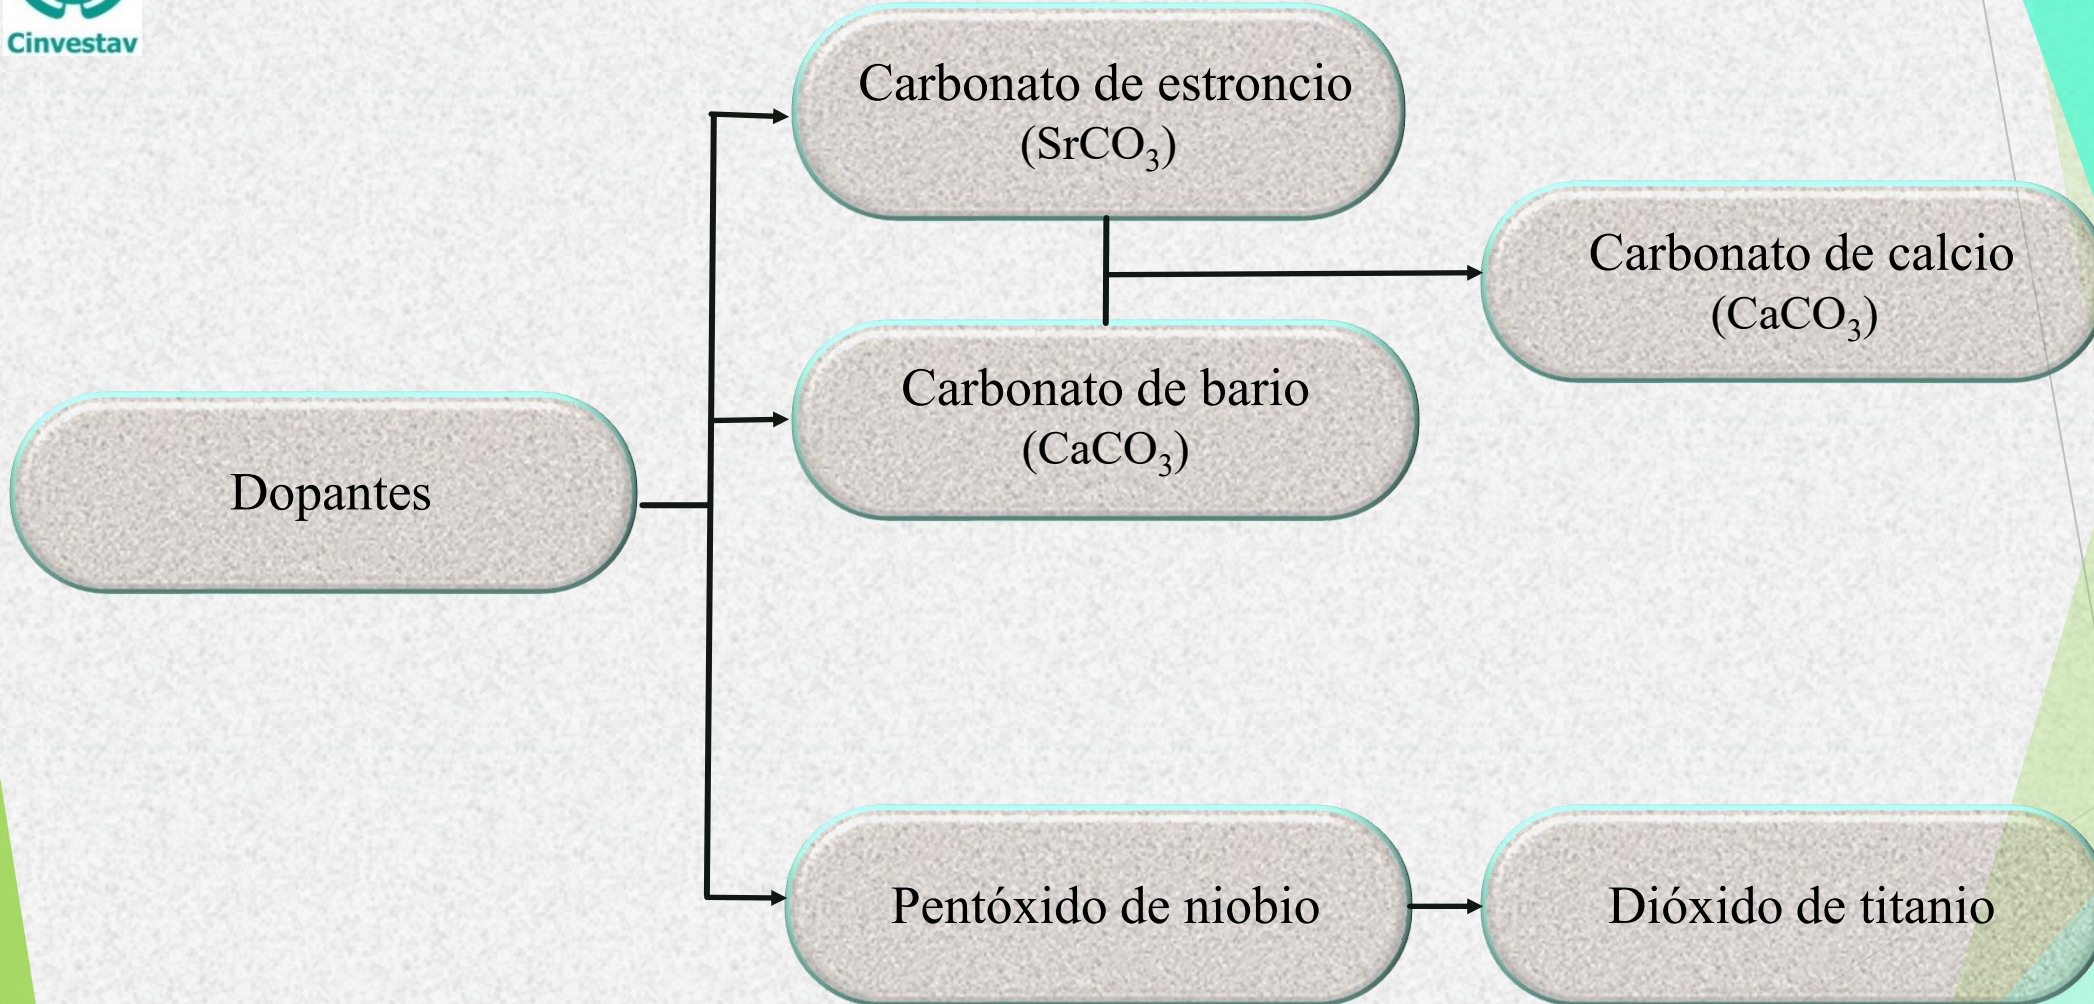 Cinvestav
Carbonato de estroncio
(SrCO₃)
Carbonato de calcio
(CaCO₃)
Carbonato de bario
(CaCO₃)
Dopantes
Pentóxido de niobio
Dióxido de titanio